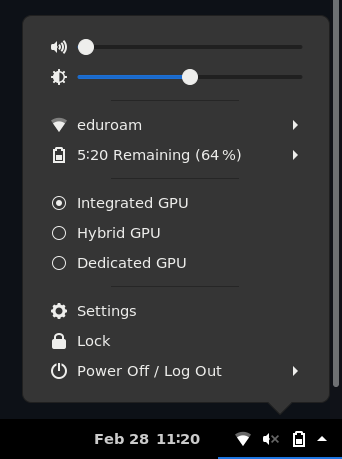 eduroam
5:20 Remaining (64 %)
Integrated GPU
Hybrid GPU
Dedicated GPU
Settings
Lock
Power Off / Log Out
Feb 28 11:20